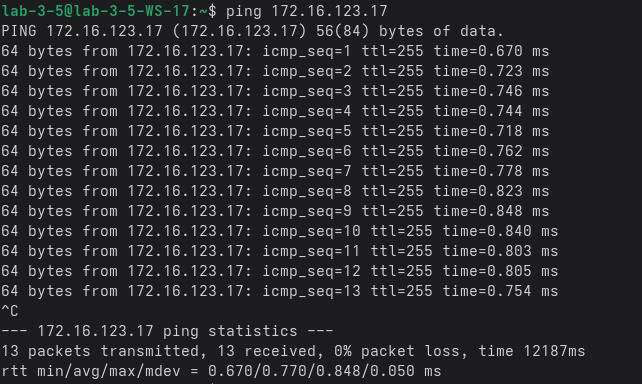 lab-3-5@lab-3-5-WS-17:~$ ping 172.16.123.17
PING 172.16.123.17 (172.16.123.17) 56(84) bytes of data.
64 bytes from 172.16.123.17: icmp_seq=1 ttl=255 time=0.670 ms
64 bytes from 172.16.123.17: icmp_seq=2 ttl=255 time=0.723 ms
64 bytes from 172.16.123.17: icmp_seq=3 ttl=255 time=0.746 ms
64 bytes from 172.16.123.17: icmp_seq=4 ttl=255 time=0.744 ms
64 bytes from 172.16.123.17: icmp_seq=5 ttl=255 time=0.718 ms
64 bytes from 172.16.123.17: icmp_seq=6 ttl=255 time=0.762 ms
64 bytes from 172.16.123.17: icmp_seq=7 ttl=255 time=0.778 ms
64 bytes from 172.16.123.17: icmp_seq=8 ttl=255 time=0.823 ms
64 bytes from 172.16.123.17: icmp_seq=9 ttl=255 time=0.848 ms
64 bytes from 172.16.123.17: icmp_seq=10 ttl=255 time=0.840 ms
64 bytes from 172.16.123.17: icmp_seq=11 ttl=255 time=0.803 ms
64 bytes from 172.16.123.17: icmp_seq=12 ttl=255 time=0.805 ms
64 bytes from 172.16.123.17: icmp_seq=13 ttl=255 time=0.754 ms
^C
--- 172.16.123.17 ping statistics ---
13 packets transmitted, 13 received, 0% packet loss, time 12187ms
rtt min/avg/max/mdev = 0.670/0.770/0.848/0.050 ms